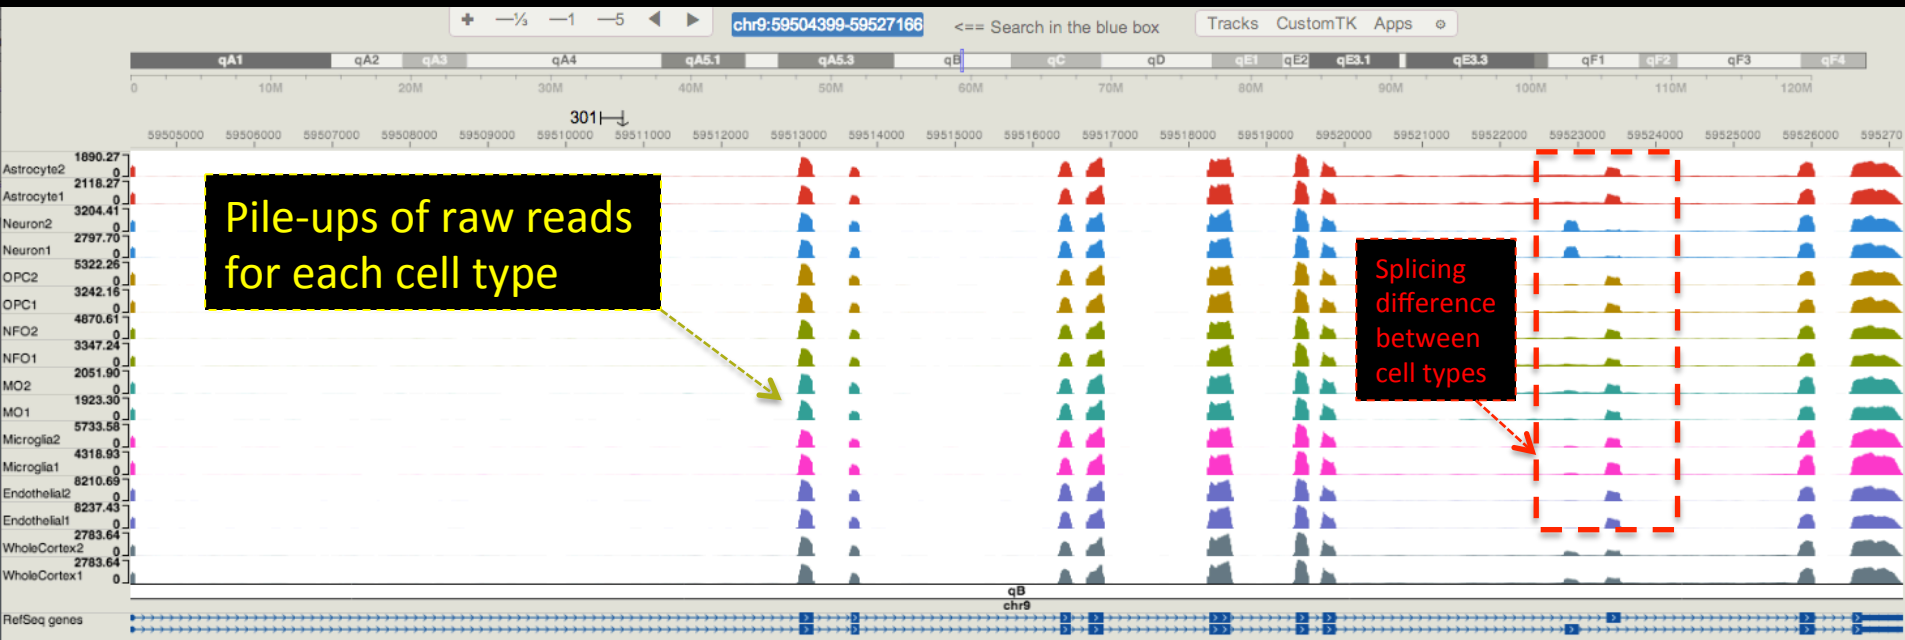 + —⅓ —1 —5 ◀ ▶ chr9:59504399-59527166 <== Search in the blue box Tracks CustomTK Apps ⚙
qA1 qA2 qA3 qA4 qA5.1 qA5.3 qB qC qD qE1 qE2 qE3.1 qE3.3 qF1 qF2 qF3 qF4
0 10M 20M 30M 40M 50M 60M 70M 80M 90M 100M 110M 120M
301
59505000 59506000 59507000 59508000 59509000 59510000 59511000 59512000 59513000 59514000 59515000 59516000 59517000 59518000 59519000 59520000 59521000 59522000 59523000 59524000 59525000 59526000 595270
1890.27
Astrocyte2 0
2118.27
Astrocyte1 0
3204.41
Neuron2 0
2797.70
Neuron1 0
5322.26
OPC2 0
3242.16
OPC1 0
4870.61
NFO2 0
3347.24
NFO1 0
2051.90
MO2 0
1923.30
MO1 0
5733.58
Microglia2 0
4318.93
Microglia1 0
8210.69
Endothelial2 0
8237.43
Endothelial1 0
2783.64
WholeCortex2 0
2783.64
WholeCortex1 0
Pile-ups of raw reads
for each cell type
Splicing
difference
between
cell types
qB
chr9
RefSeq genes